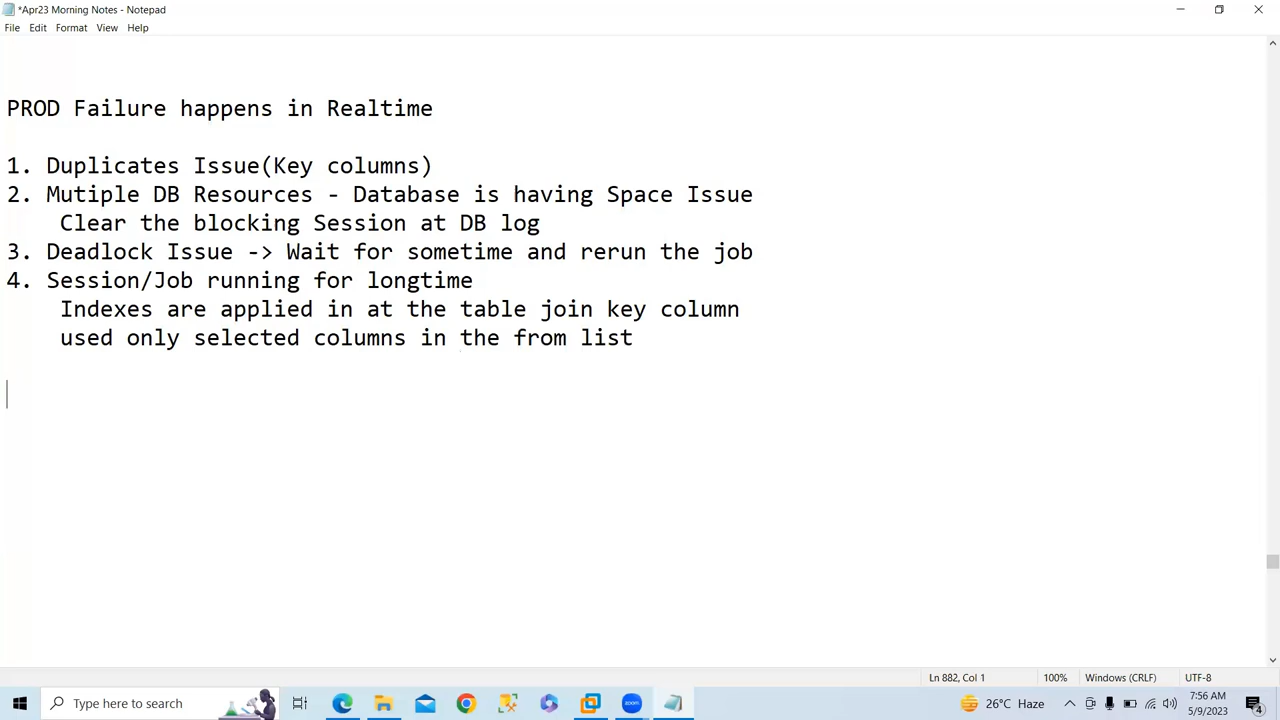 *Apr23 Morning Notes - Notepad
File Edit Format View Help
PROD Failure happens in Realtime
1. Duplicates Issue(Key columns)
2. Mutiple DB Resources - Database is having Space Issue
Clear the blocking Session at DB log
3. Deadlock Issue -> Wait for sometime and rerun the job
4. Session/Job running for longtime
Indexes are applied in at the table join key column
used only selected columns in the from list
Ln 882, Col 1 100% Windows (CRLF) UTF-8
Type here to search
zoom
26°C Haze
7:56 AM
5/9/2023
4